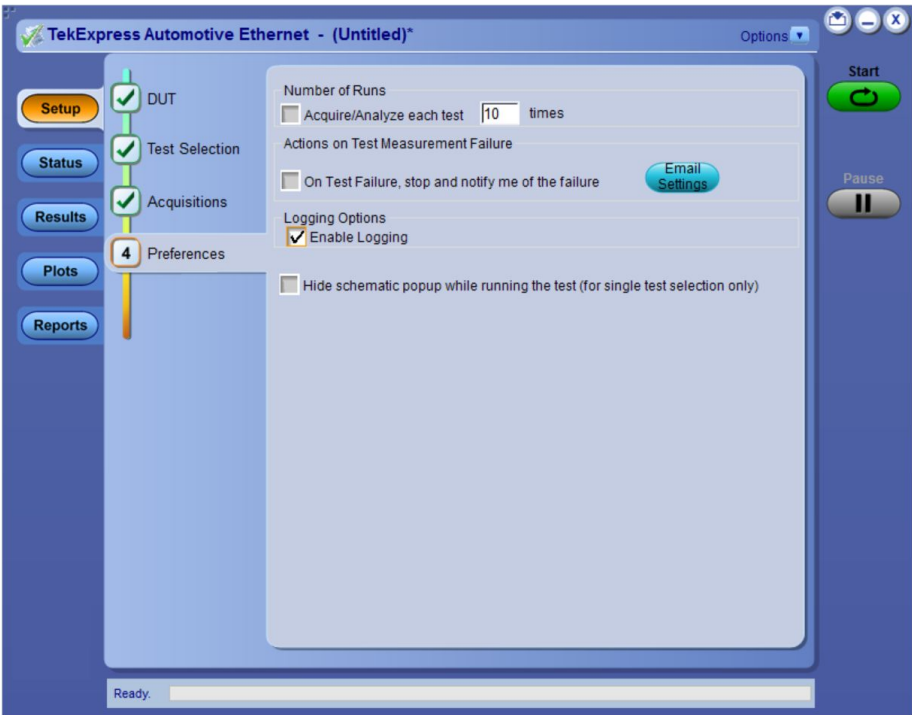 TekExpress Automotive Ethernet - (Untitled)*
Options
Start
Setup
DUT
Number of Runs
Acquire/Analyze each test 10 times
Actions on Test Measurement Failure
Status
Test Selection
On Test Failure, stop and notify me of the failure
Email
Settings
Pause
Results
Acquisitions
Logging Options
Enable Logging
4 Preferences
Plots
Hide schematic popup while running the test (for single test selection only)
Reports
Ready.